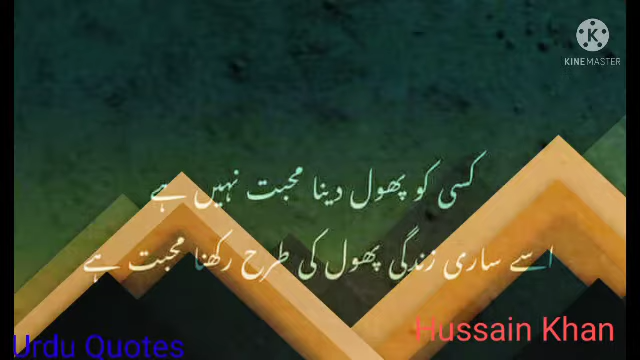 KINEMASTER
کسی کو پھول دینا محبت نہیں ہے
اسے ساری زندگی پھول کی طرح رکھنا محبت ہے
Hussain Khan
Urdu Quotes